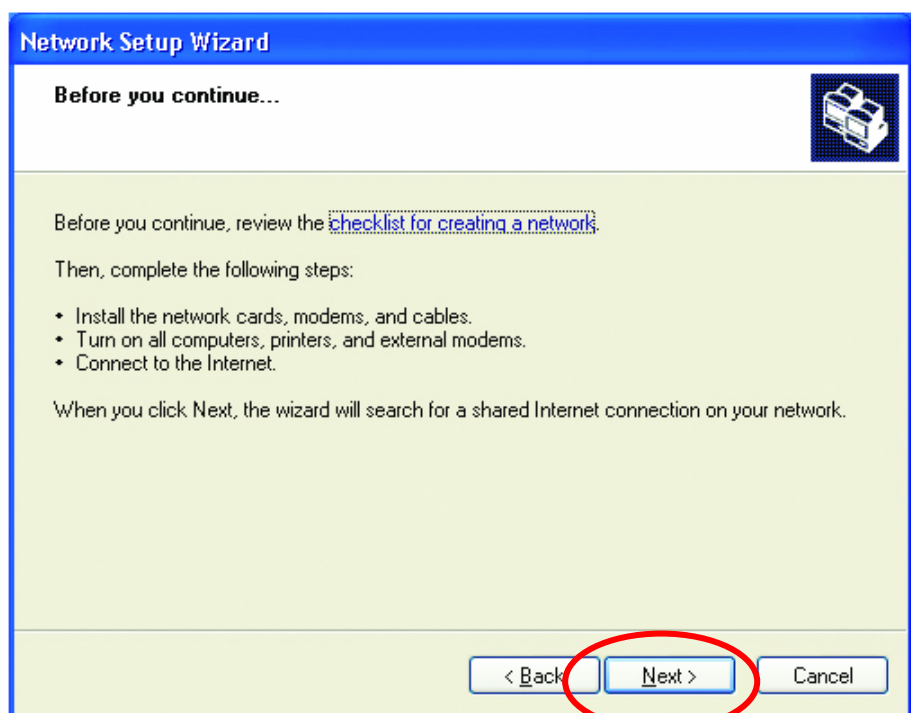 Network Setup Wizard
Before you continue...
Before you continue, review the checklist for creating a network.
Then, complete the following steps:
• Install the network cards, modems, and cables.
• Turn on all computers, printers, and external modems.
• Connect to the Internet.
When you click Next, the wizard will search for a shared Internet connection on your network.
< Back Next > Cancel